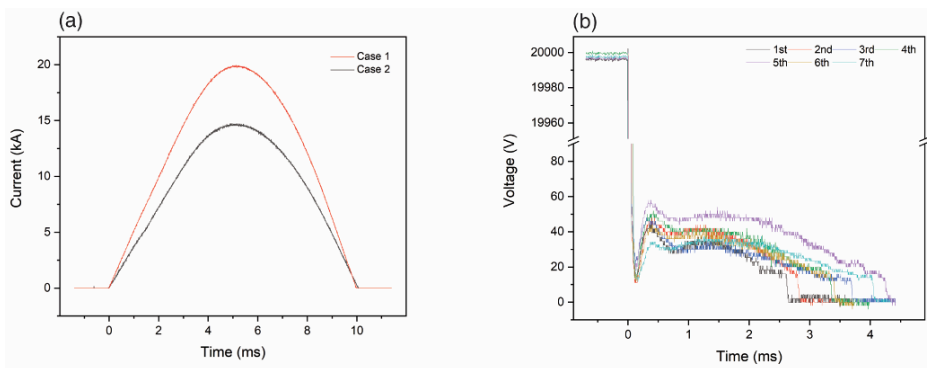 (a)
Case 1
Case 2
20
15
10
5
0
Current (kA)
0 2 4 6 8 10
Time (ms)
(b)
1st 2nd 3rd 4th
5th 6th 7th
20000
19980
19960
80
60
40
20
0
Voltage (V)
0 1 2 3 4
Time (ms)